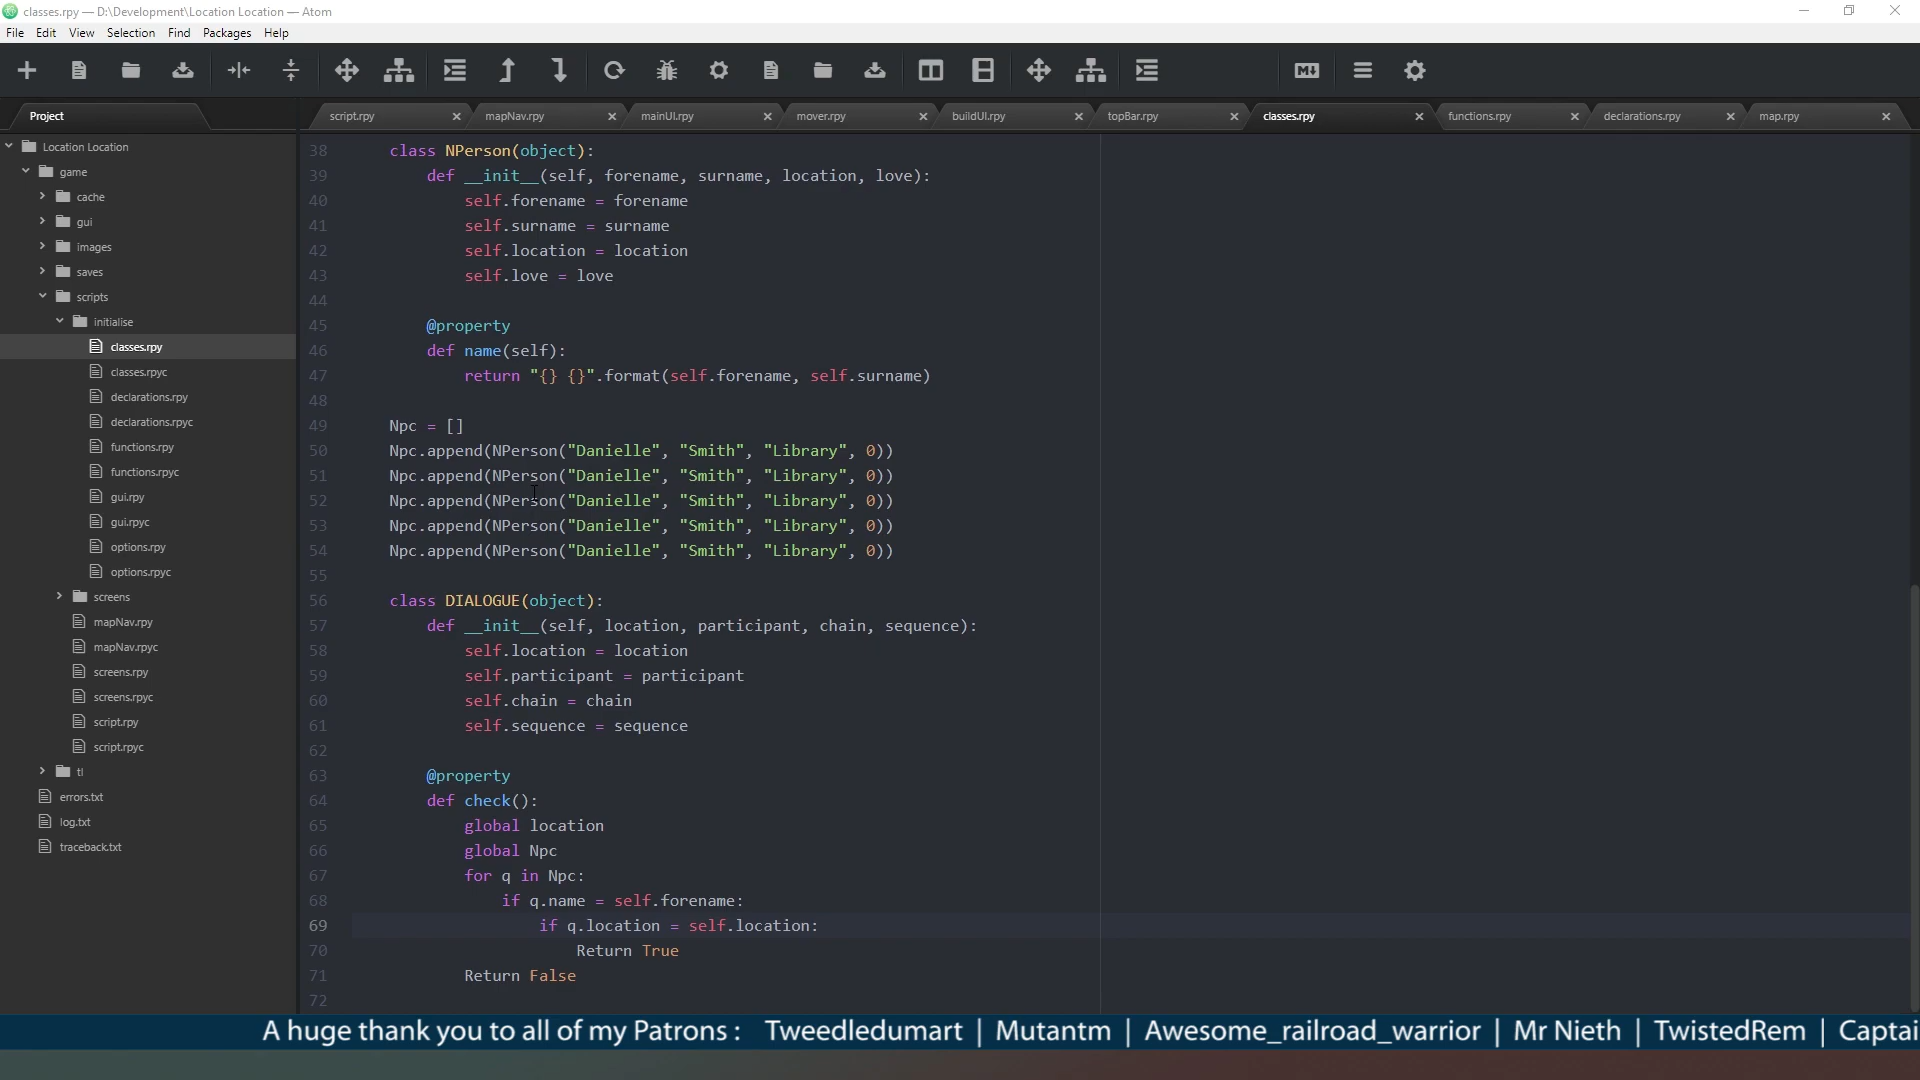 classes.rpy — D:\Development\Location Location — Atom
File Edit View Selection Find Packages Help
Project
script.rpy mapNav.rpy mainUI.rpy mover.rpy buildUI.rpy topBar.rpy classes.rpy functions.rpy declarations.rpy map.rpy
Location Location
game
cache
gui
images
saves
scripts
initialise
classes.rpy
classes.rpyc
declarations.rpy
declarations.rpyc
functions.rpy
functions.rpyc
gui.rpy
gui.rpyc
options.rpy
options.rpyc
screens
mapNav.rpy
mapNav.rpyc
screens.rpy
screens.rpyc
script.rpy
script.rpyc
tl
errors.txt
log.txt
traceback.txt
38 class NPerson(object):
39 def __init__(self, forename, surname, location, love):
40 self.forename = forename
41 self.surname = surname
42 self.location = location
43 self.love = love
44
45 @property
46 def name(self):
47 return "{} {}".format(self.forename, self.surname)
48
49 Npc = []
50 Npc.append(NPerson("Danielle", "Smith", "Library", 0))
51 Npc.append(NPerson("Danielle", "Smith", "Library", 0))
52 Npc.append(NPerson("Danielle", "Smith", "Library", 0))
53 Npc.append(NPerson("Danielle", "Smith", "Library", 0))
54 Npc.append(NPerson("Danielle", "Smith", "Library", 0))
55
56 class DIALOGUE(object):
57 def __init__(self, location, participant, chain, sequence):
58 self.location = location
59 self.participant = participant
60 self.chain = chain
61 self.sequence = sequence
62
63 @property
64 def check():
65 global location
66 global Npc
67 for q in Npc:
68 if q.name = self.forename:
69 if q.location = self.location:
70 Return True
71 Return False
72
A huge thank you to all of my Patrons : Tweedledumart | Mutantm | Awesome_railroad_warrior | Mr Nieth | TwistedRem | Captai